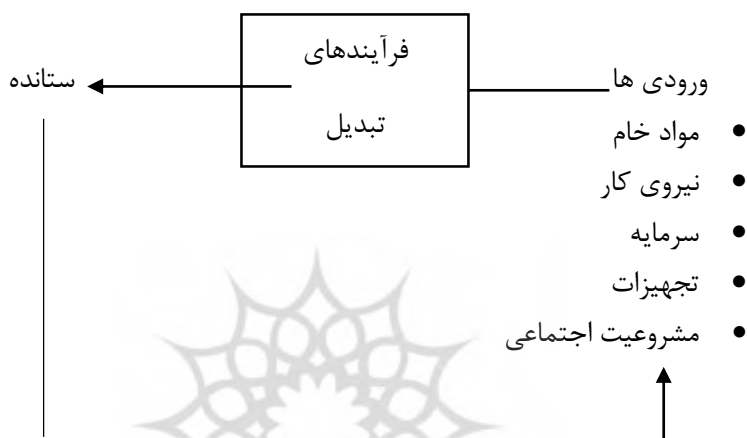 ورودی ها
• مواد خام
• نیروی کار
• سرمایه
• تجهیزات
• مشروعیت اجتماعی
فرآیندهای
تبدیل
ستانده